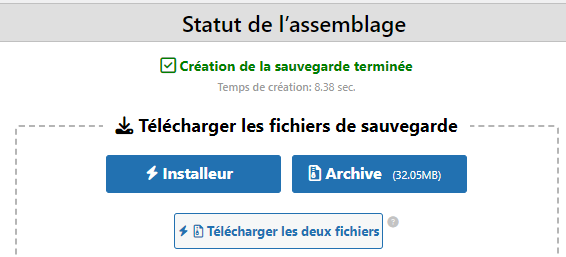 Statut de l’assemblage
Création de la sauvegarde terminée
Temps de création: 8.38 sec.
Télécharger les fichiers de sauvegarde
Installeur
Archive (32.05MB)
Télécharger les deux fichiers ?